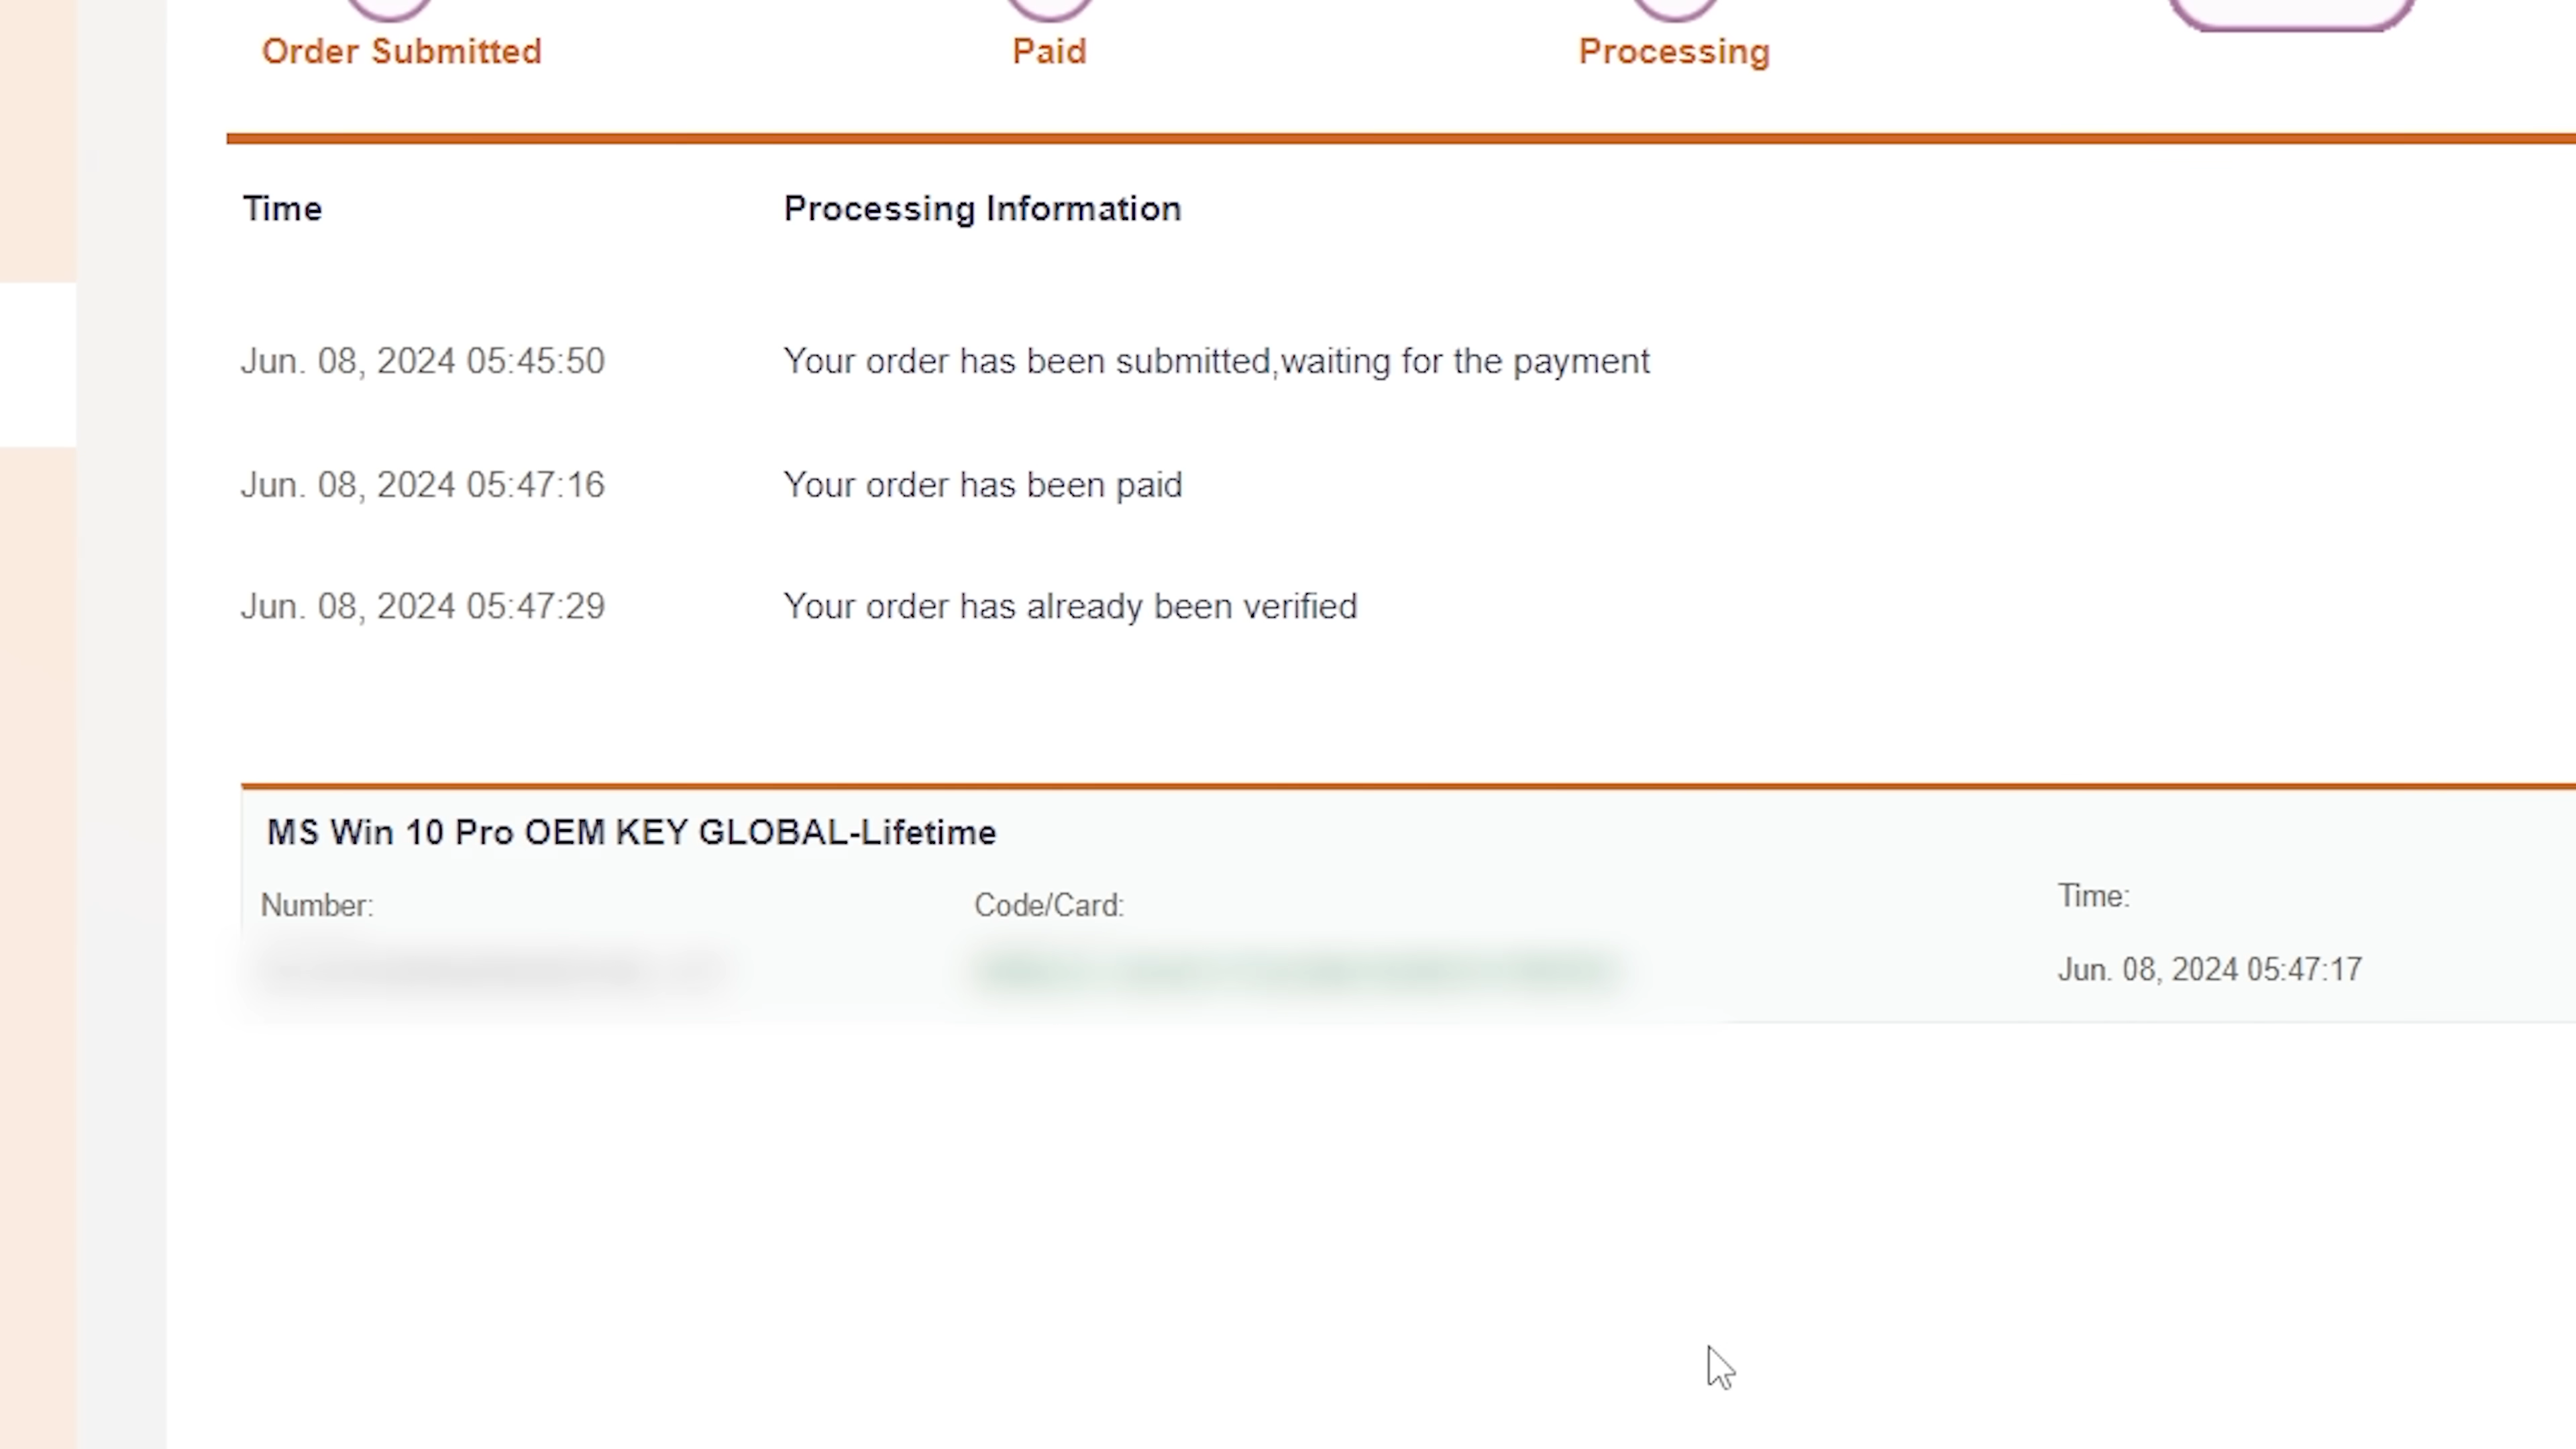 Order Submitted
Paid
Processing
Time
Processing Information
Jun. 08, 2024 05:45:50
Your order has been submitted,waiting for the payment
Jun. 08, 2024 05:47:16
Your order has been paid
Jun. 08, 2024 05:47:29
Your order has already been verified
MS Win 10 Pro OEM KEY GLOBAL-Lifetime
Number:
Code/Card:
Time:
Jun. 08, 2024 05:47:17